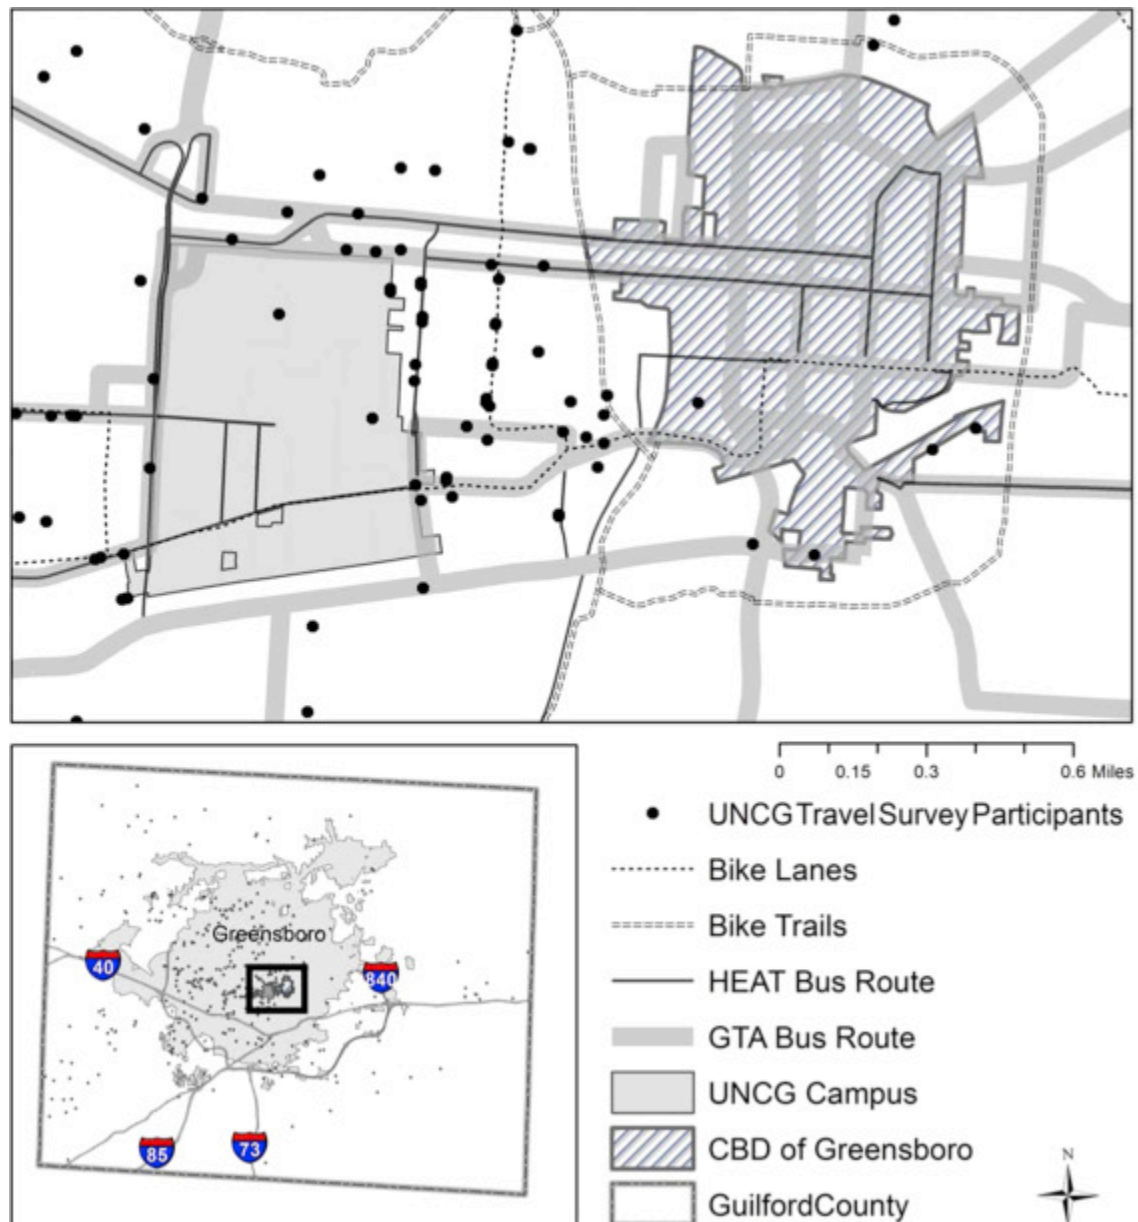 Greensboro
40
840
85
73
0 0.15 0.3 0.6 Miles
UNCG Travel Survey Participants
Bike Lanes
Bike Trails
HEAT Bus Route
GTA Bus Route
UNCG Campus
CBD of Greensboro
GuilfordCounty
N